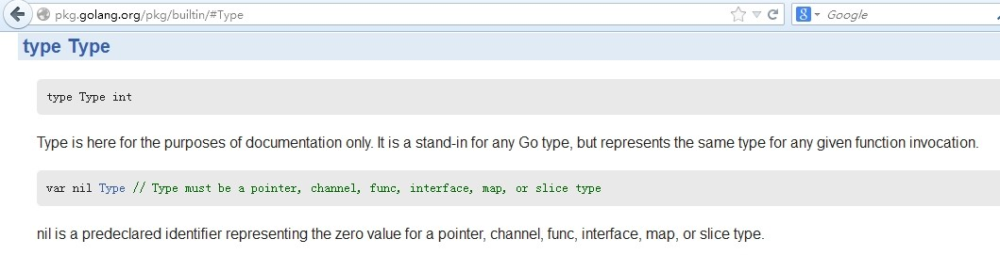 pkg.golang.org/pkg/builtin/#Type
8 Google
type Type
type Type int
Type is here for the purposes of documentation only. It is a stand-in for any Go type, but represents the same type for any given function invocation.
var nil Type // Type must be a pointer, channel, func, interface, map, or slice type
nil is a predeclared identifier representing the zero value for a pointer, channel, func, interface, map, or slice type.